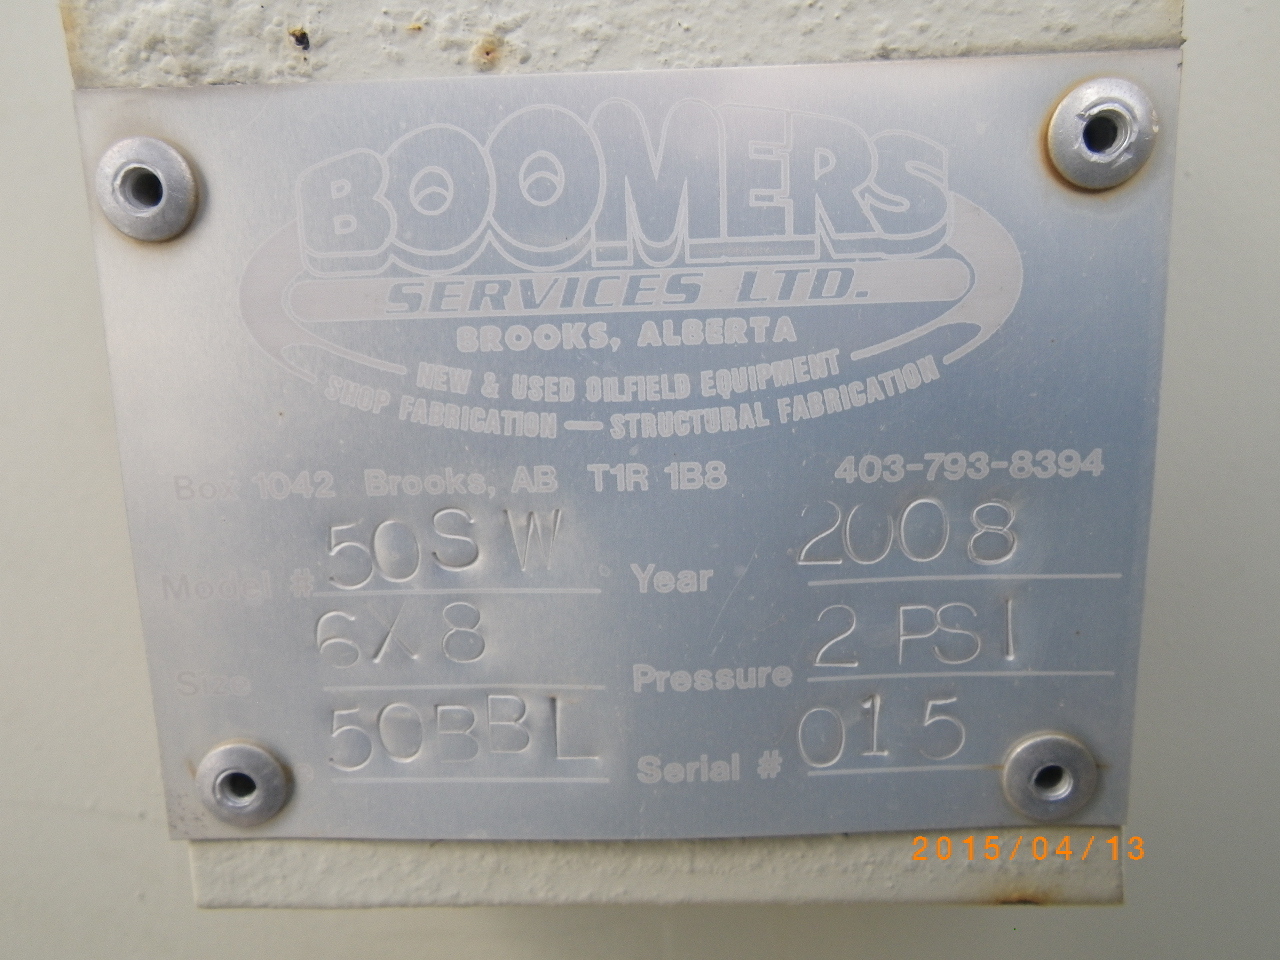 BOOMERS
SERVICES LTD.
BROOKS, ALBERTA
NEW & USED OILFIELD EQUIPMENT
SHOP FABRICATION — STRUCTURAL FABRICATION
Box 1042 Brooks, AB T1R 1B8 403-793-8394
Model # 50SW Year 2008
Size 6X8 Pressure 2 PSI
50BBL Serial # 015
2015/04/13